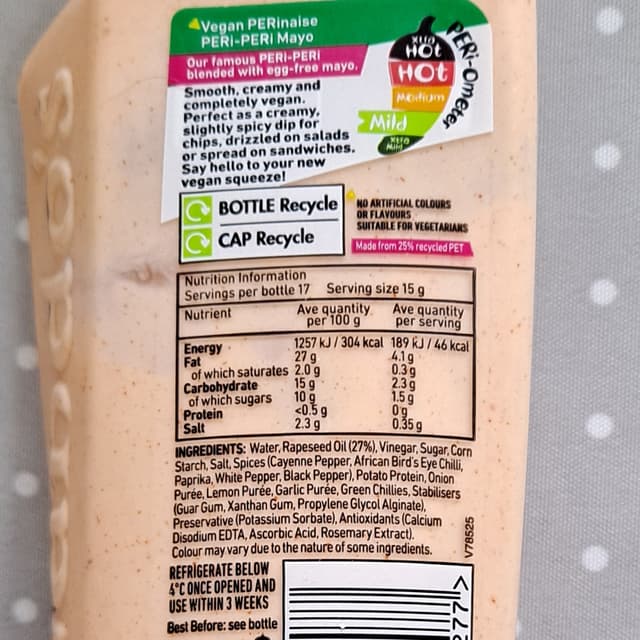 Vegan PERinaise
PERi-PERi Mayo
Our famous PERi-PERi
blended with egg-free mayo.
Smooth, creamy and
completely vegan.
Perfect as a creamy,
slightly spicy dip for
chips, drizzled on salads
or spread on sandwiches.
Say hello to your new
vegan squeeze!
PERi-Ometer
XtrA
HOt
HOt
Medium
Mild
XtrA
Mild
BOTTLE Recycle
CAP Recycle
NO ARTIFICIAL COLOURS
OR FLAVOURS
SUITABLE FOR VEGETARIANS
Made from 25% recycled PET
Nutrition Information
Servings per bottle 17 Serving size 15 g
Nutrient Ave quantity per 100 g Ave quantity per serving
Energy 1257 kJ / 304 kcal 189 kJ / 46 kcal
Fat 27 g 4.1 g
of which saturates 2.0 g 0.3 g
Carbohydrate 15 g 2.3 g
of which sugars 10 g 1.5 g
Protein <0.5 g 0 g
Salt 2.3 g 0.35 g
INGREDIENTS: Water, Rapeseed Oil (27%), Vinegar, Sugar, Corn
Starch, Salt, Spices (Cayenne Pepper, African Bird's Eye Chilli,
Paprika, White Pepper, Black Pepper), Potato Protein, Onion
Purée, Lemon Purée, Garlic Purée, Green Chillies, Stabilisers
(Guar Gum, Xanthan Gum, Propylene Glycol Alginate),
Preservative (Potassium Sorbate), Antioxidants (Calcium
Disodium EDTA, Ascorbic Acid, Rosemary Extract).
Colour may vary due to the nature of some ingredients.
V78525
REFRIGERATE BELOW
4°C ONCE OPENED AND
USE WITHIN 3 WEEKS
Best Before: see bottle
277>
nando's